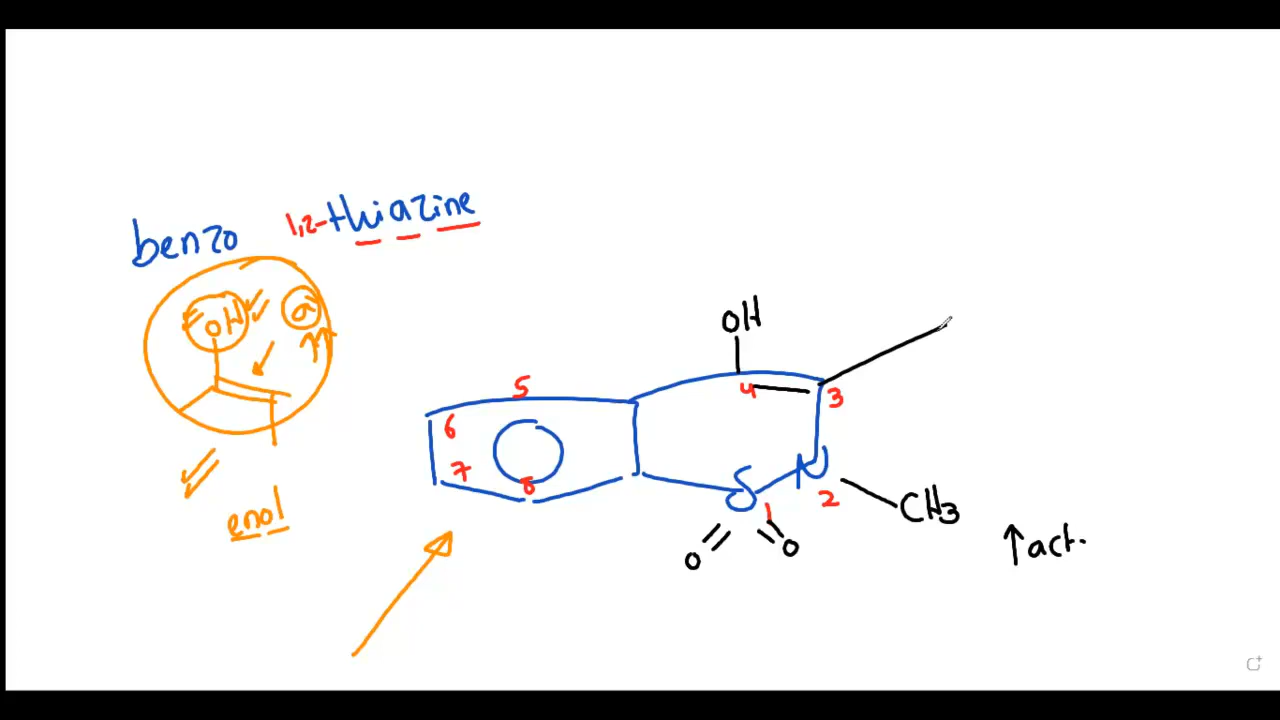 benzo 1,2-thiazine
OH a
m
enol
OH
5 4 3
6
7 8 S N
1 2
CH3
O O
↑act.